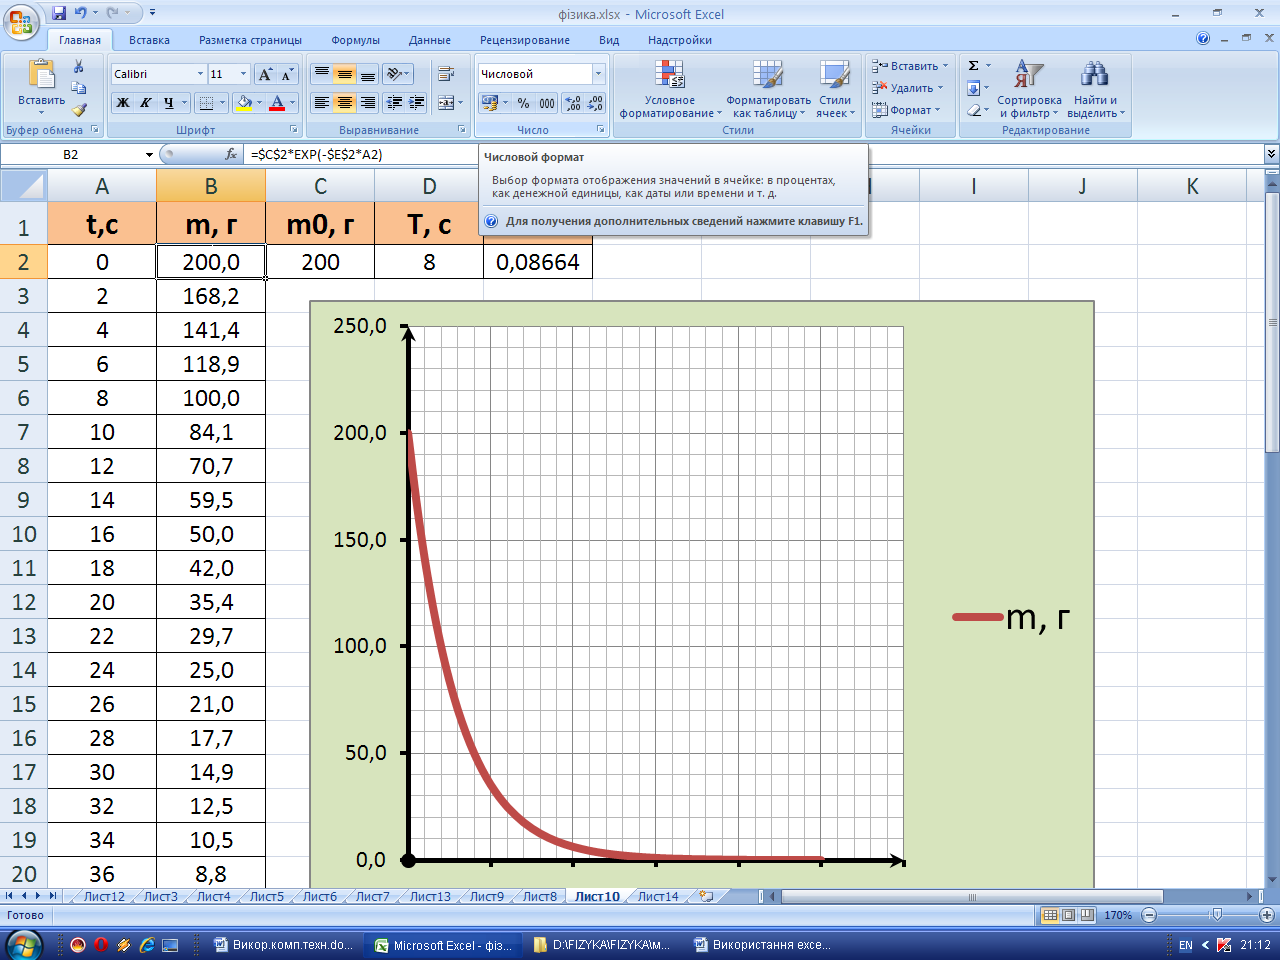 фізика.xlsx - Microsoft Excel
Главная Вставка Разметка страницы Формулы Данные Рецензирование Вид Надстройки
Вставить
Буфер обмена
Calibri 11
Ж К Ч А
Шрифт
Выравнивание
Числовой
% 000
Число
Условное форматирование
Форматировать как таблицу
Стили ячеек
Стили
Вставить
Удалить
Формат
Ячейки
Сортировка и фильтр
Найти и выделить
Редактирование
B2 fx =$C$2*EXP(-$E$2*A2)
Числовой формат
Выбор формата отображения значений в ячейке: в процентах,
как денежной единицы, как даты или времени и т. д.
Для получения дополнительных сведений нажмите клавишу F1.
A B C D I J K
1 t,с m, г m0, г T, с
2 0 200,0 200 8 0,08664
3 2 168,2
4 4 141,4
5 6 118,9
6 8 100,0
7 10 84,1
8 12 70,7
9 14 59,5
10 16 50,0
11 18 42,0
12 20 35,4
13 22 29,7
14 24 25,0
15 26 21,0
16 28 17,7
17 30 14,9
18 32 12,5
19 34 10,5
20 36 8,8
250,0
200,0
150,0
100,0
50,0
0,0
m, г
Лист12 Лист3 Лист4 Лист5 Лист6 Лист7 Лист13 Лист9 Лист8 Лист10 Лист14
Готово 170%
Викор.комп.техн.do... Microsoft Excel - фіз... D:\FIZYKA\FIZYKA\м... Використання exce... EN 21:12